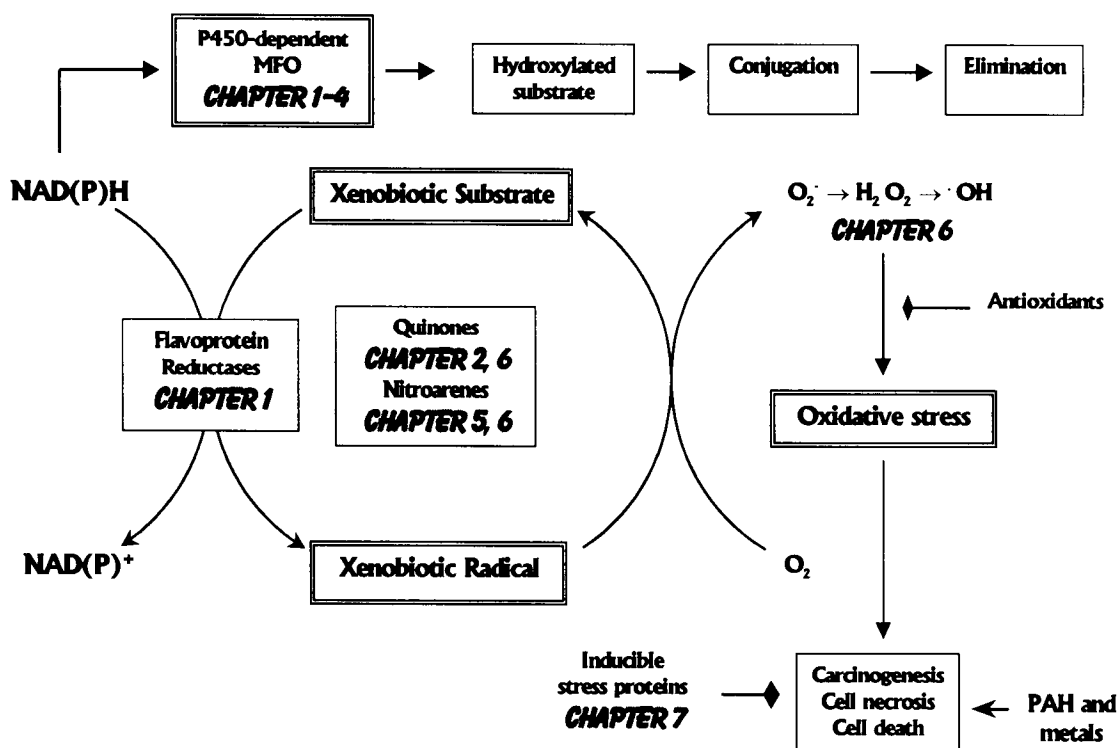 P450-dependent
MFO
CHAPTER 1-4
Hydroxylated
substrate
Conjugation
Elimination
NAD(P)H
Xenobiotic Substrate
O₂·⁻ → H₂O₂ → ·OH
CHAPTER 6
Antioxidants
Flavoprotein
Reductases
CHAPTER 1
Quinones
CHAPTER 2, 6
Nitroarenes
CHAPTER 5, 6
Oxidative stress
NAD(P)⁺
Xenobiotic Radical
O₂
Inducible
stress proteins
CHAPTER 7
Carcinogenesis
Cell necrosis
Cell death
PAH and
metals